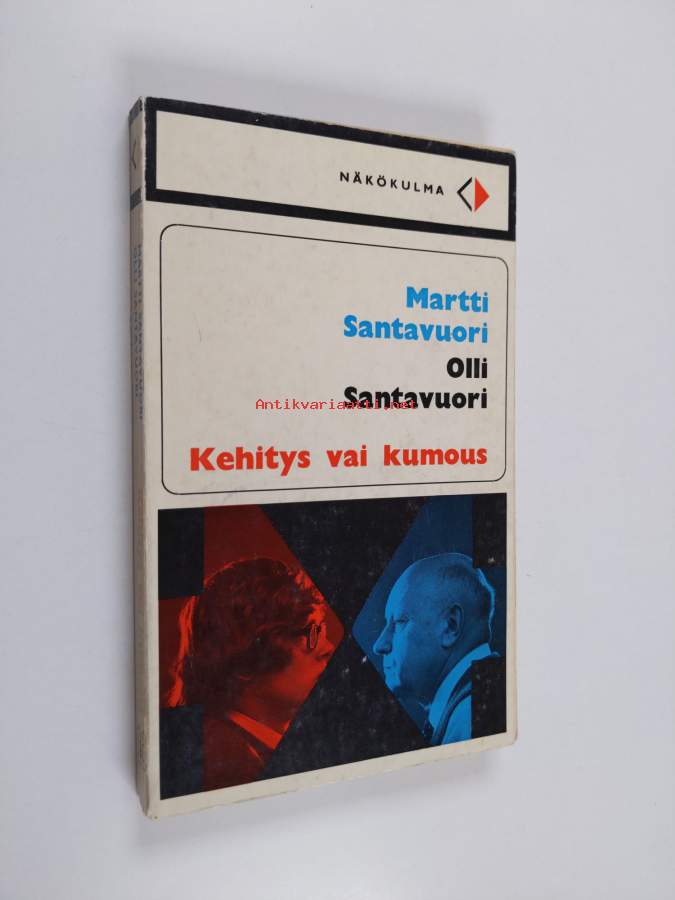 NÄKÖKULMA
Martti
Santavuori
Olli
Santavuori
Antikvariaatti.net
Kehitys vai kumous